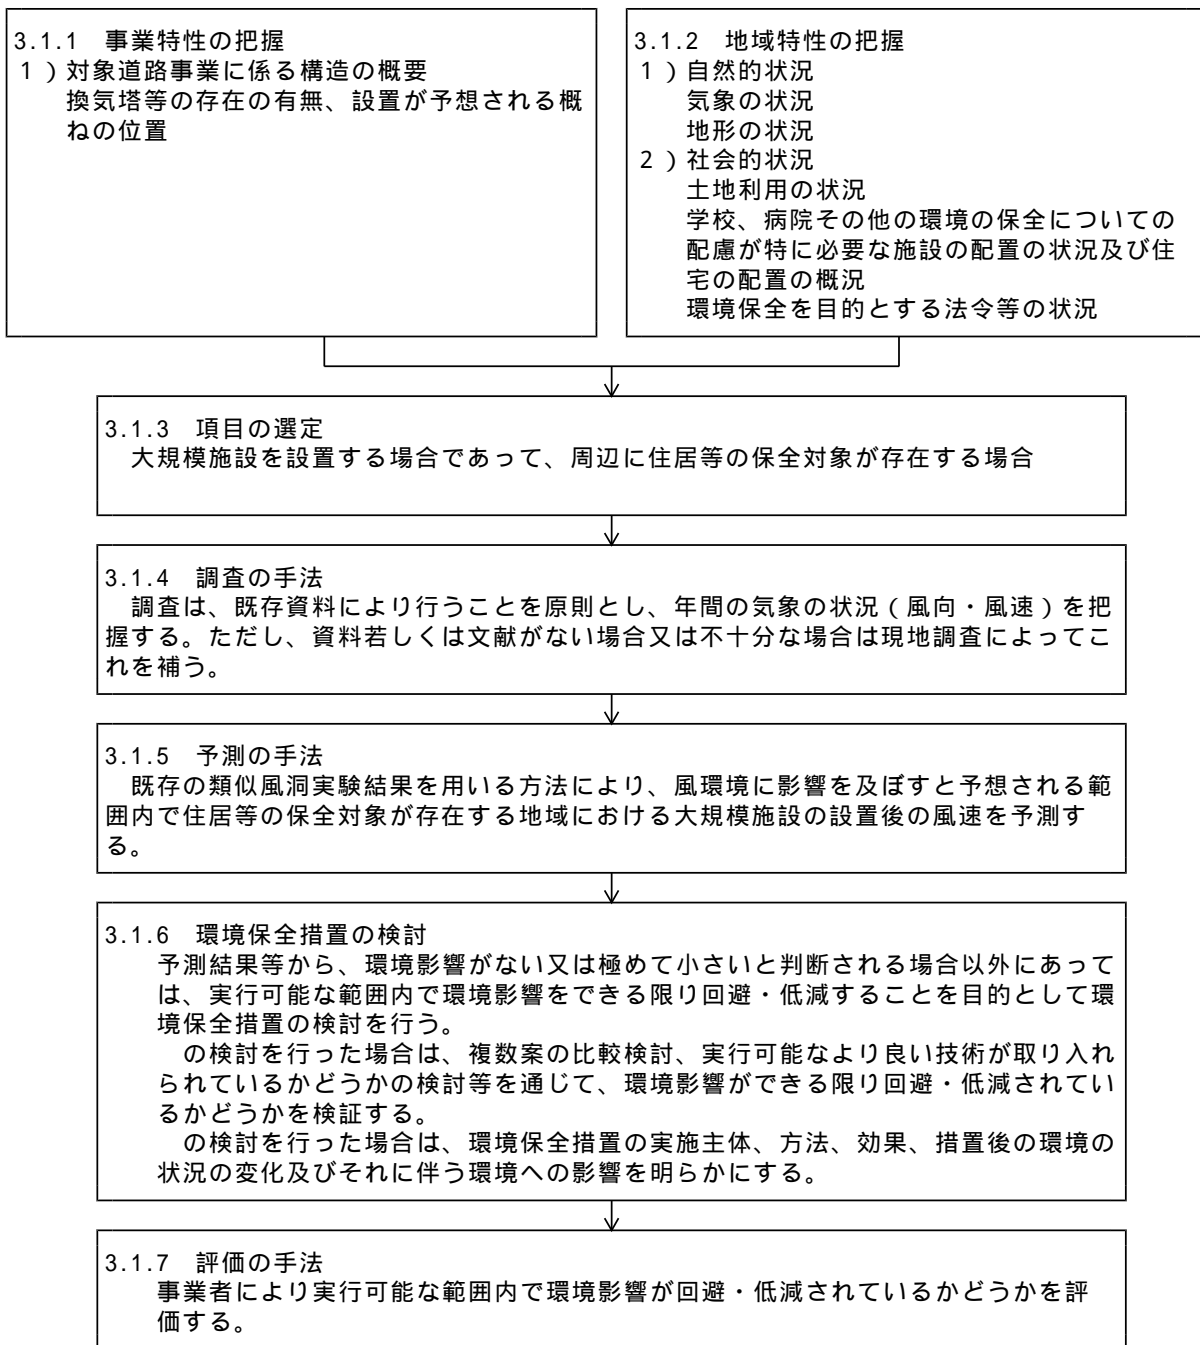 3.1.1 事業特性の把握
1)対象道路事業に係る構造の概要
換気塔等の存在の有無、設置が予想される概
ねの位置
3.1.2 地域特性の把握
1)自然的状況
気象の状況
地形の状況
2)社会的状況
土地利用の状況
学校、病院その他の環境の保全についての
配慮が特に必要な施設の配置の状況及び住
宅の配置の概況
環境保全を目的とする法令等の状況
3.1.3 項目の選定
大規模施設を設置する場合であって、周辺に住居等の保全対象が存在する場合
3.1.4 調査の手法
調査は、既存資料により行うことを原則とし、年間の気象の状況(風向・風速)を把
握する。ただし、資料若しくは文献がない場合又は不十分な場合は現地調査によってこ
れを補う。
3.1.5 予測の手法
既存の類似風洞実験結果を用いる方法により、風環境に影響を及ぼすと予想される範
囲内で住居等の保全対象が存在する地域における大規模施設の設置後の風速を予測す
る。
3.1.6 環境保全措置の検討
予測結果等から、環境影響がない又は極めて小さいと判断される場合以外にあって
は、実行可能な範囲内で環境影響をできる限り回避・低減することを目的として環
境保全措置の検討を行う。
の検討を行った場合は、複数案の比較検討、実行可能なより良い技術が取り入れ
られているかどうかの検討等を通じて、環境影響ができる限り回避・低減されてい
るかどうかを検証する。
の検討を行った場合は、環境保全措置の実施主体、方法、効果、措置後の環境の
状況の変化及びそれに伴う環境への影響を明らかにする。
3.1.7 評価の手法
事業者により実行可能な範囲内で環境影響が回避・低減されているかどうかを評
価する。